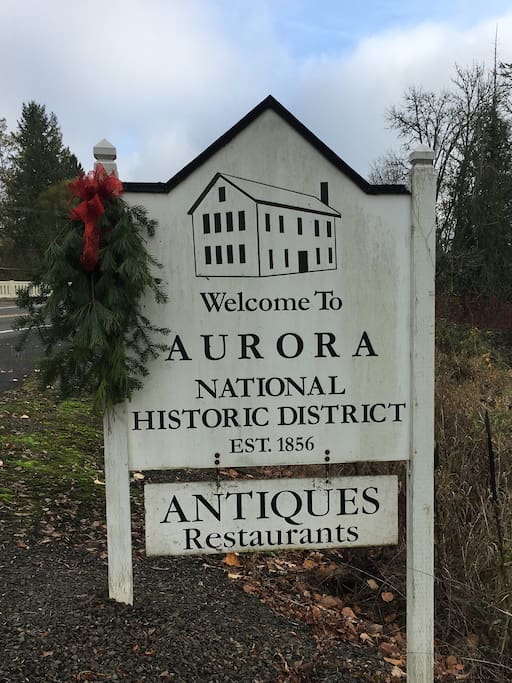 Welcome To
AURORA
NATIONAL
HISTORIC DISTRICT
EST. 1856
ANTIQUES
Restaurants